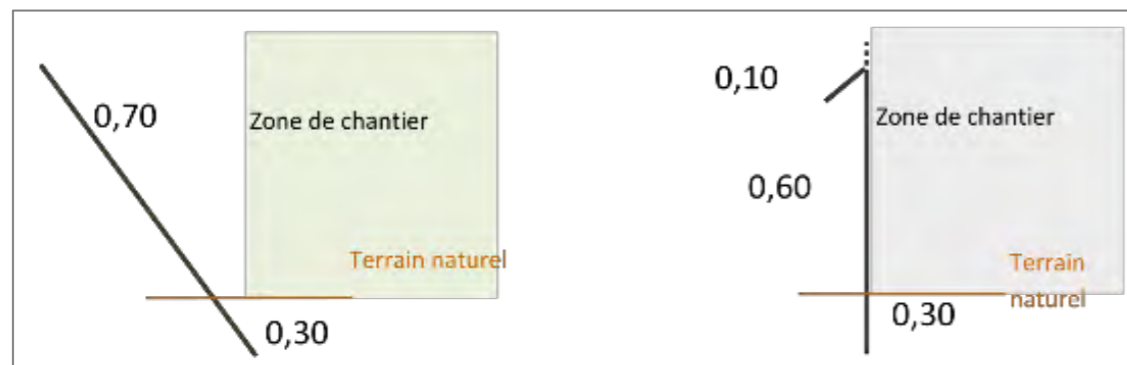 0,70
Zone de chantier
Terrain naturel
0,30
0,10
Zone de chantier
0,60
Terrain
naturel
0,30